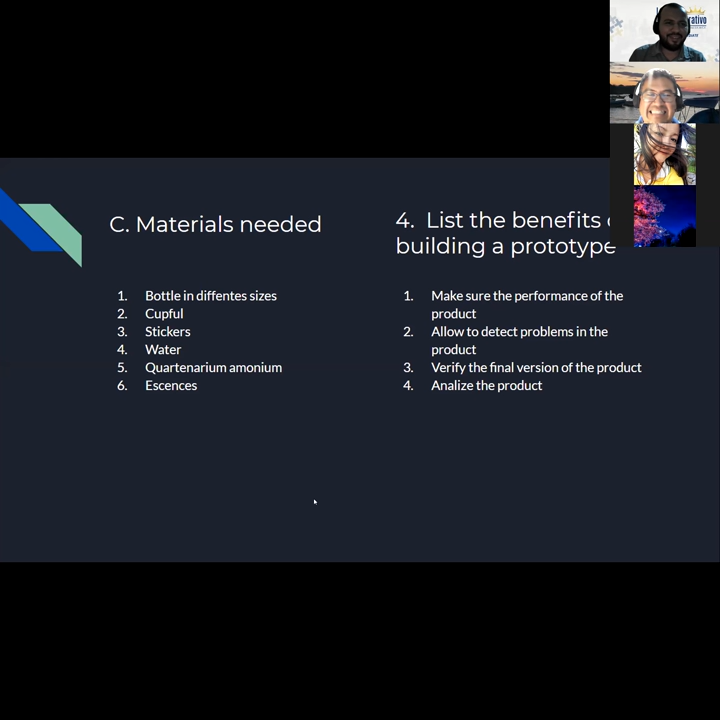 C. Materials needed
1. Bottle in diffentes sizes
2. Cupful
3. Stickers
4. Water
5. Quartenarium amonium
6. Escences
4. List the benefits
building a prototype
1. Make sure the performance of the
product
2. Allow to detect problems in the
product
3. Verify the final version of the product
4. Analize the product